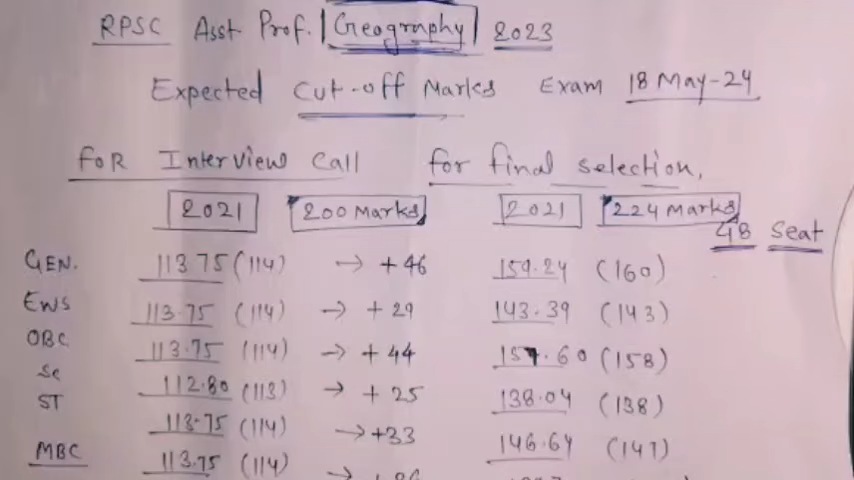 RPSC Asst Prof. Geography 2023
Expected Cut-off Marks Exam 18 May-24
FOR Interview Call for final selection,
2021 200 Marks 2021 224 Marks
48 Seat
GEN. 113.75 (114) → +46 159.24 (160)
EWS 113.75 (114) → +29 143.39 (143)
OBC 113.75 (114) → +44 157.60 (158)
SC 112.80 (113) → +25 138.04 (138)
ST 113.75 (114) → +33 146.64 (147)
MBC 113.75 (114) →